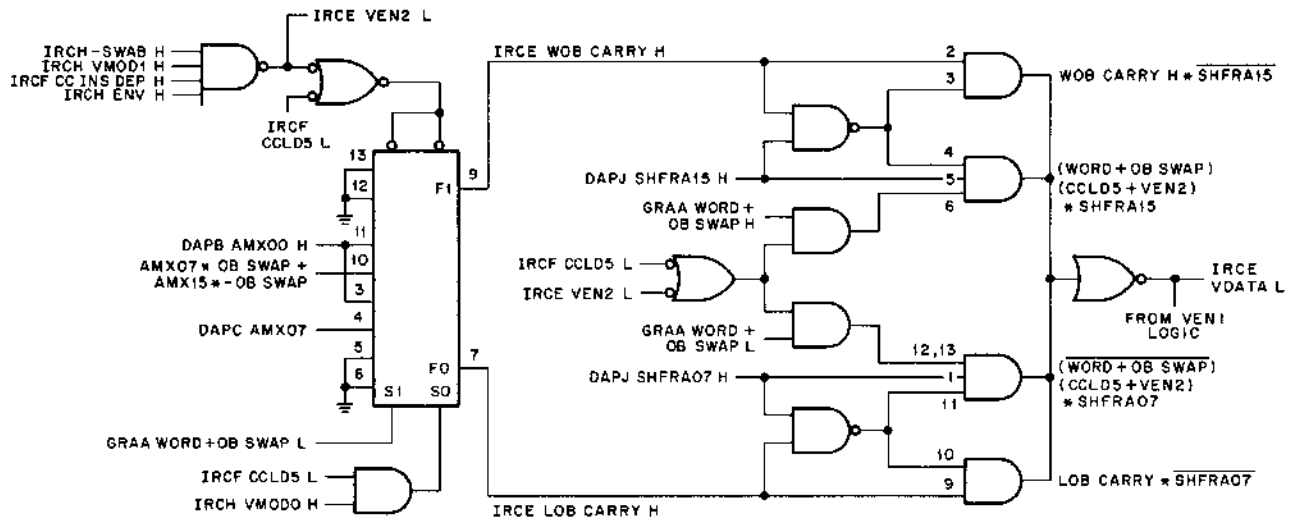 IRCE VEN2 L
IRCH-SWAB H
IRCH VMOD1 H
IRCF CC INS DEP H
IRCH ENV H
IRCF
CCLD5 L
IRCE WOB CARRY H
2
3
WOB CARRY H * SHFRA15
13
12
9
F1
4
5
6
DAPJ SHFRA15 H
(WORD+OB SWAP)
(CCLD5+VEN2)
* SHFRA15
GRAA WORD+
OB SWAP H
11
DAPB AMX00 H
10
AMX07 * OB SWAP +
AMX15 * -OB SWAP
3
IRCF CCLD5 L
IRCE VEN2 L
IRCE
VDATA L
FROM VEN1
LOGIC
4
DAPC AMX07
GRAA WORD+
OB SWAP L
5
6
7
F0
S1
S0
12,13
1
11
DAPJ SHFRA07 H
(WORD+OB SWAP)
(CCLD5+VEN2)
* SHFRA07
GRAA WORD+OB SWAP L
IRCF CCLD5 L
IRCH VMOD0 H
10
9
LOB CARRY * SHFRA07
IRCE LOB CARRY H